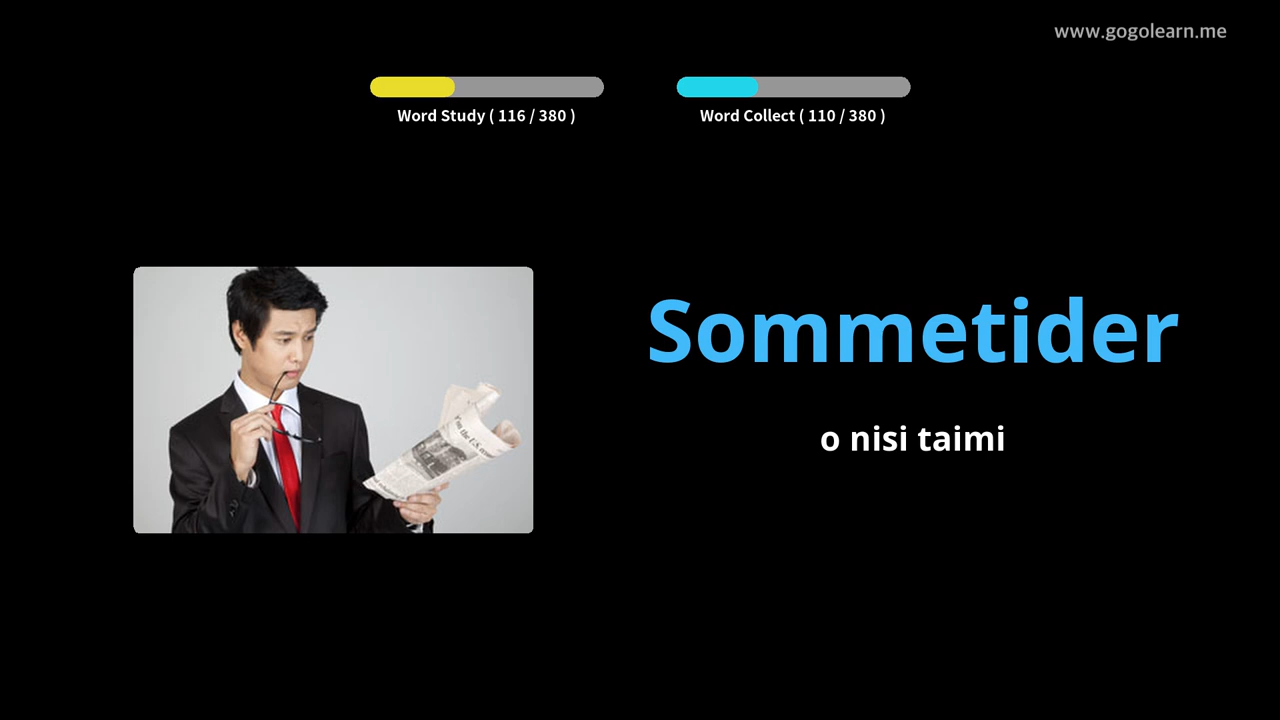 www.gogolearn.me
Word Study ( 116 / 380 )
Word Collect ( 110 / 380 )
Sommetider
o nisi taimi